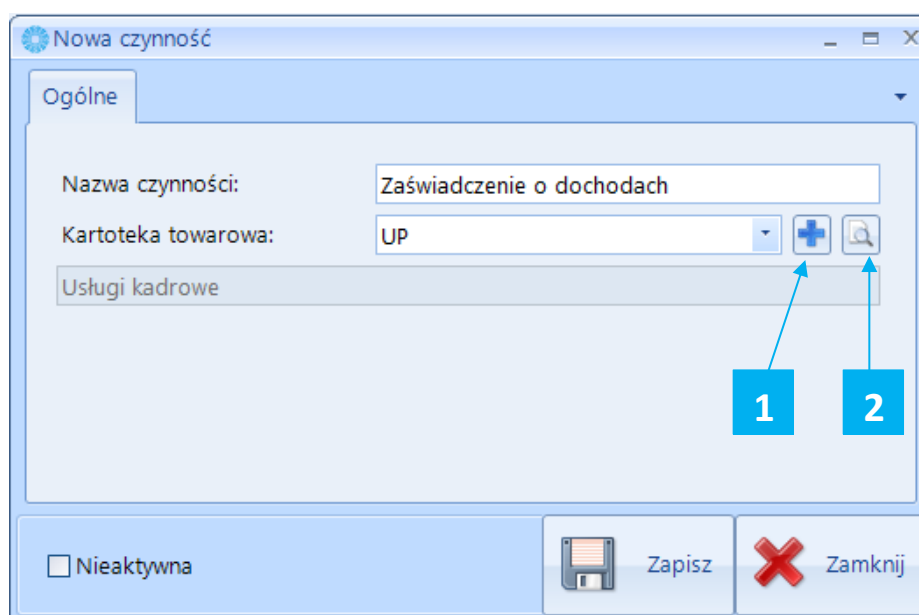 Nowa czynność
Ogólne
Nazwa czynności: Zaświadczenie o dochodach
Kartoteka towarowa: UP
Usługi kadrowe
1 2
Nieaktywna Zapisz Zamknij